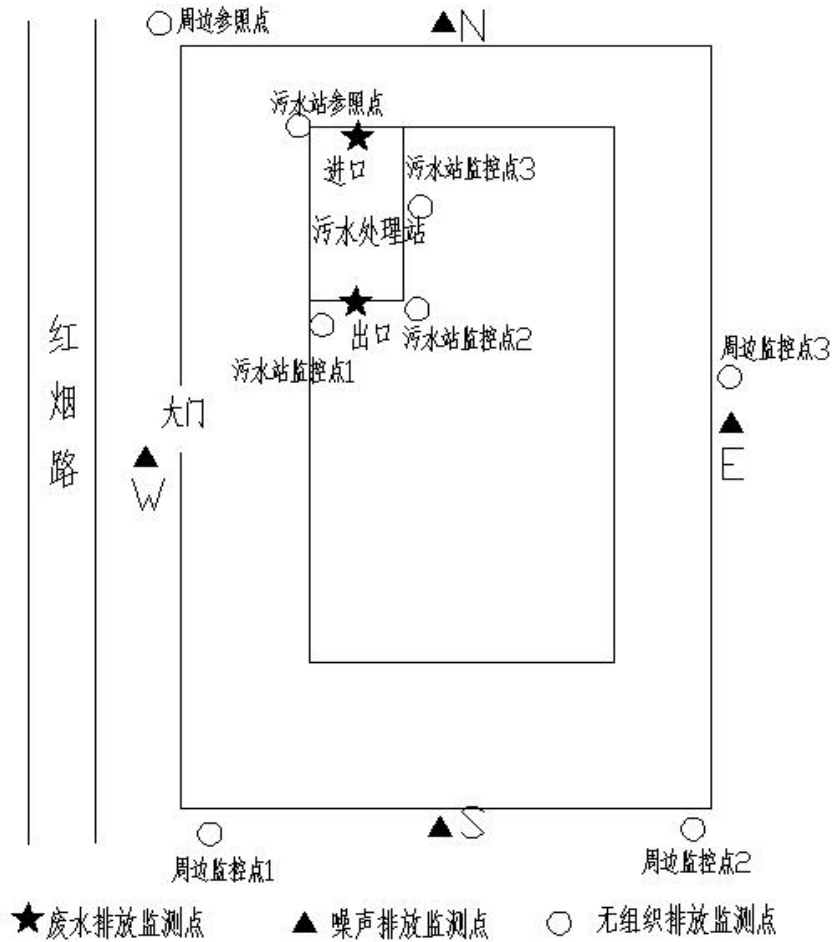 周边参照点
N
污水站参照点
进口
污水站监控点3
污水处理站
出口
污水站监控点2
污水站监控点1
周边监控点3
红烟路
大门
W
E
S
周边监控点1
周边监控点2
废水排放监测点
噪声排放监测点
无组织排放监测点